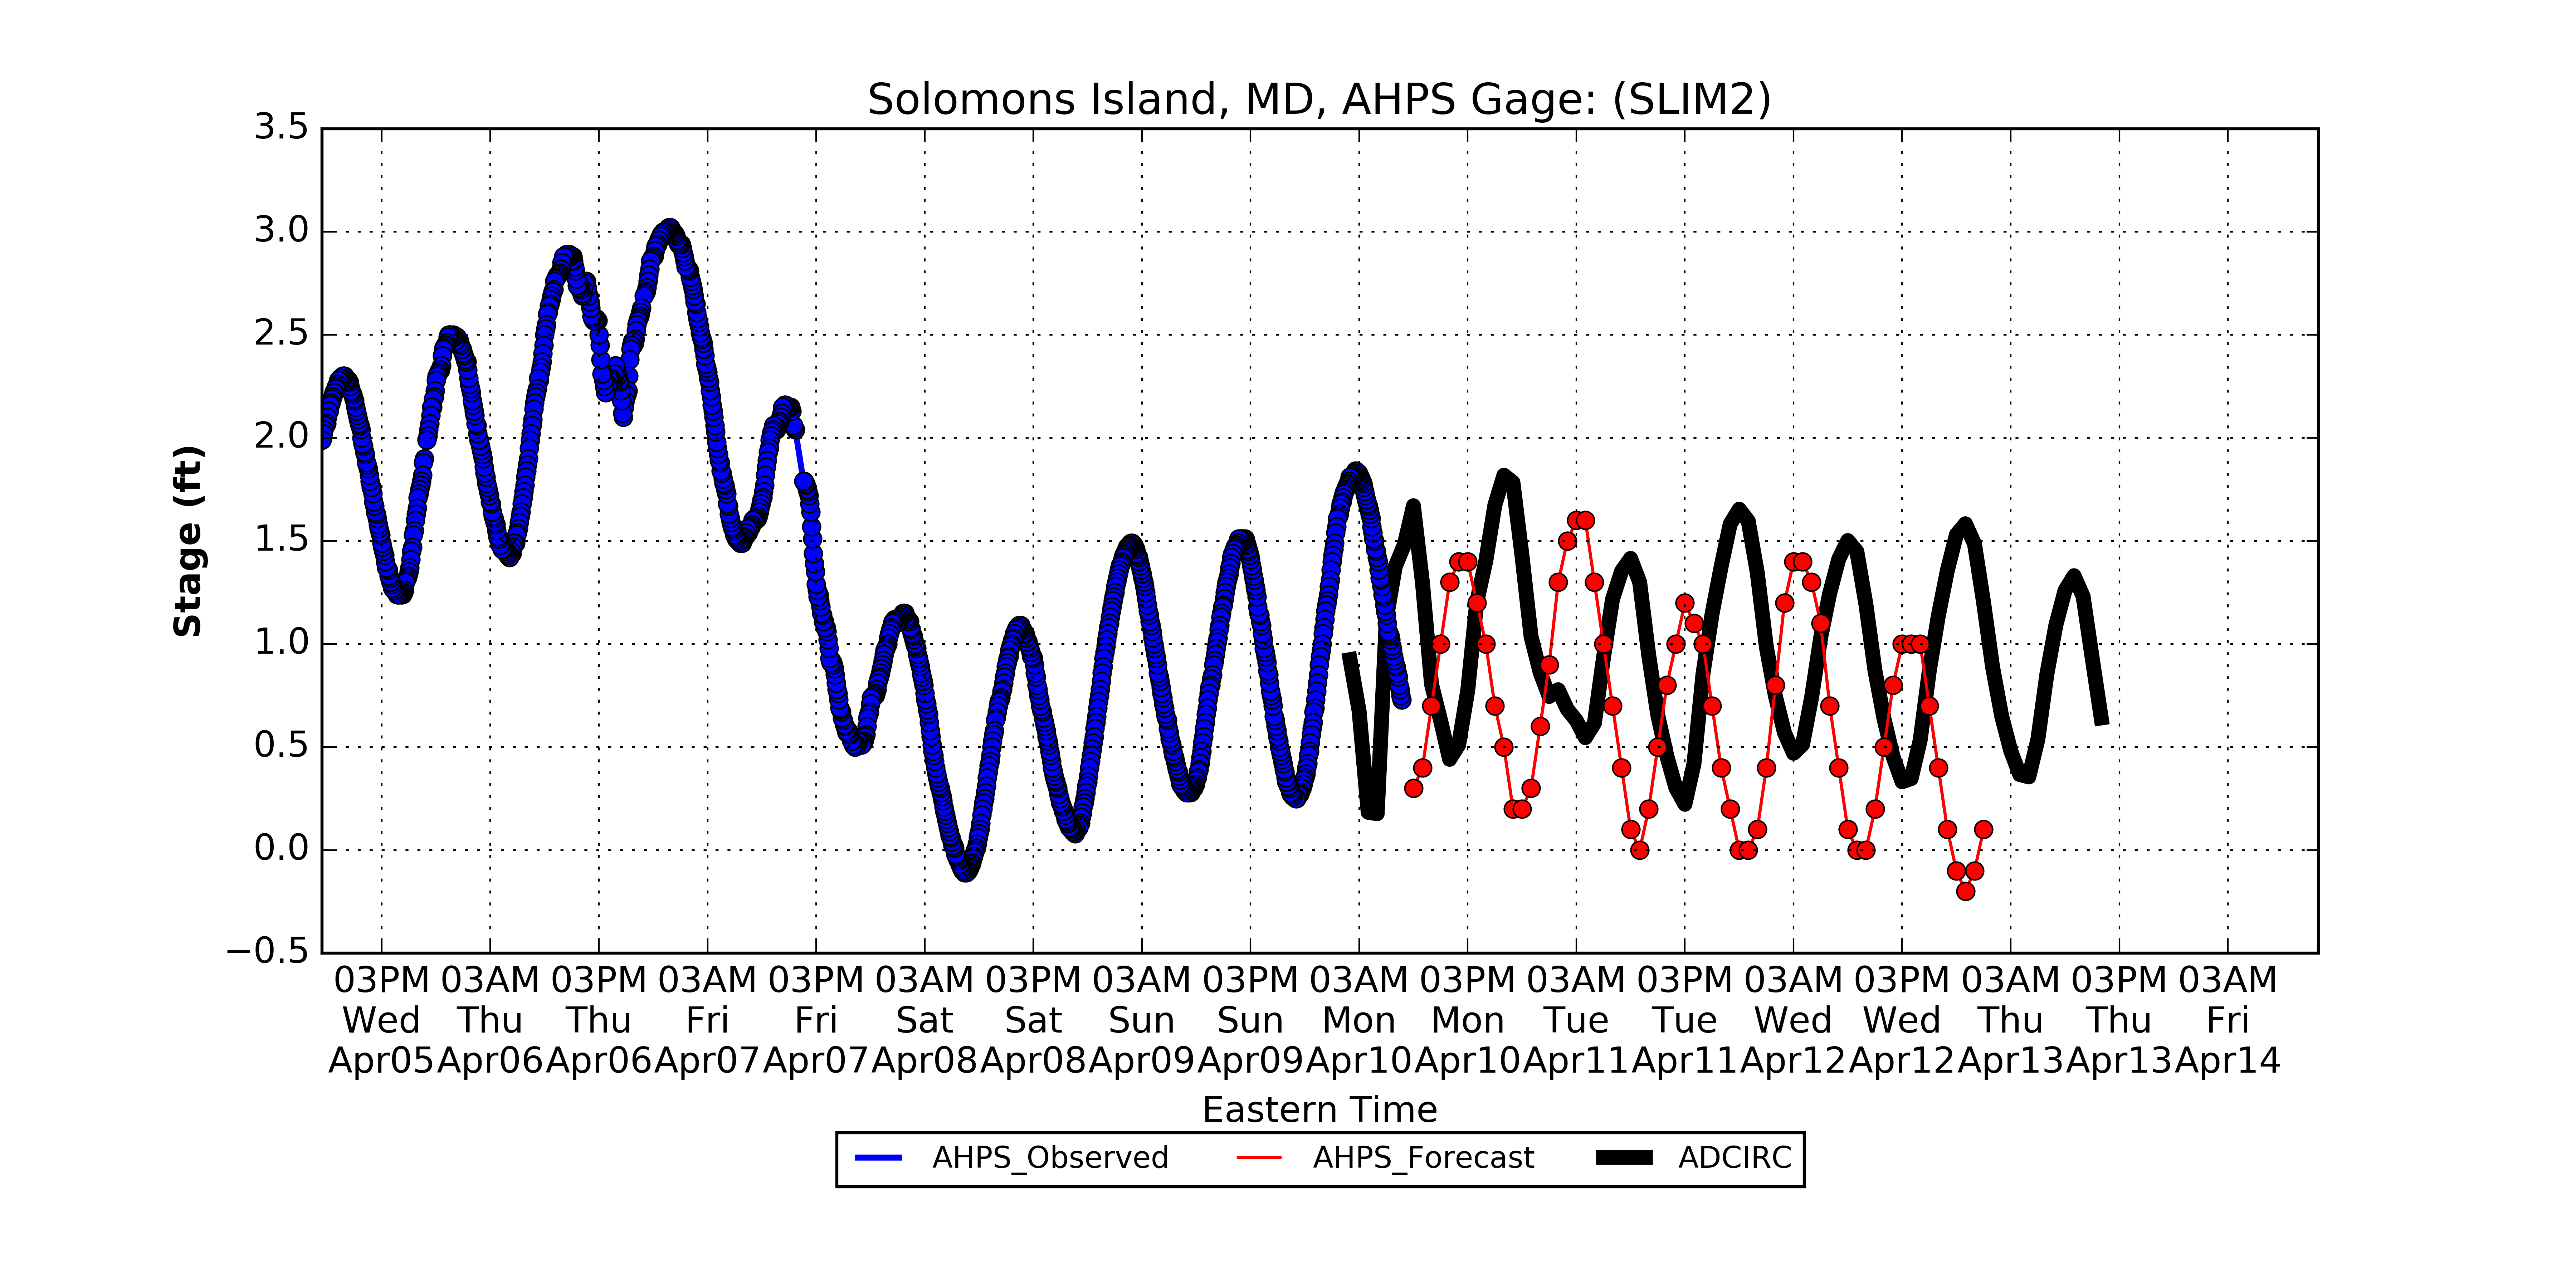 Solomons Island, MD, AHPS Gage: (SLIM2)
3.5
3.0
2.5
2.0
1.5
1.0
0.5
0.0
−0.5
Stage (ft)
03PM 03AM 03PM 03AM 03PM 03AM 03PM 03AM 03PM 03AM 03PM 03AM 03PM 03AM 03PM 03AM 03PM 03AM
Wed Thu Thu Fri Fri Sat Sat Sun Sun Mon Mon Tue Tue Wed Wed Thu Thu Fri
Apr05 Apr06 Apr06 Apr07 Apr07 Apr08 Apr08 Apr09 Apr09 Apr10 Apr10 Apr11 Apr11 Apr12 Apr12 Apr13 Apr13 Apr14
Eastern Time
AHPS_Observed AHPS_Forecast ADCIRC